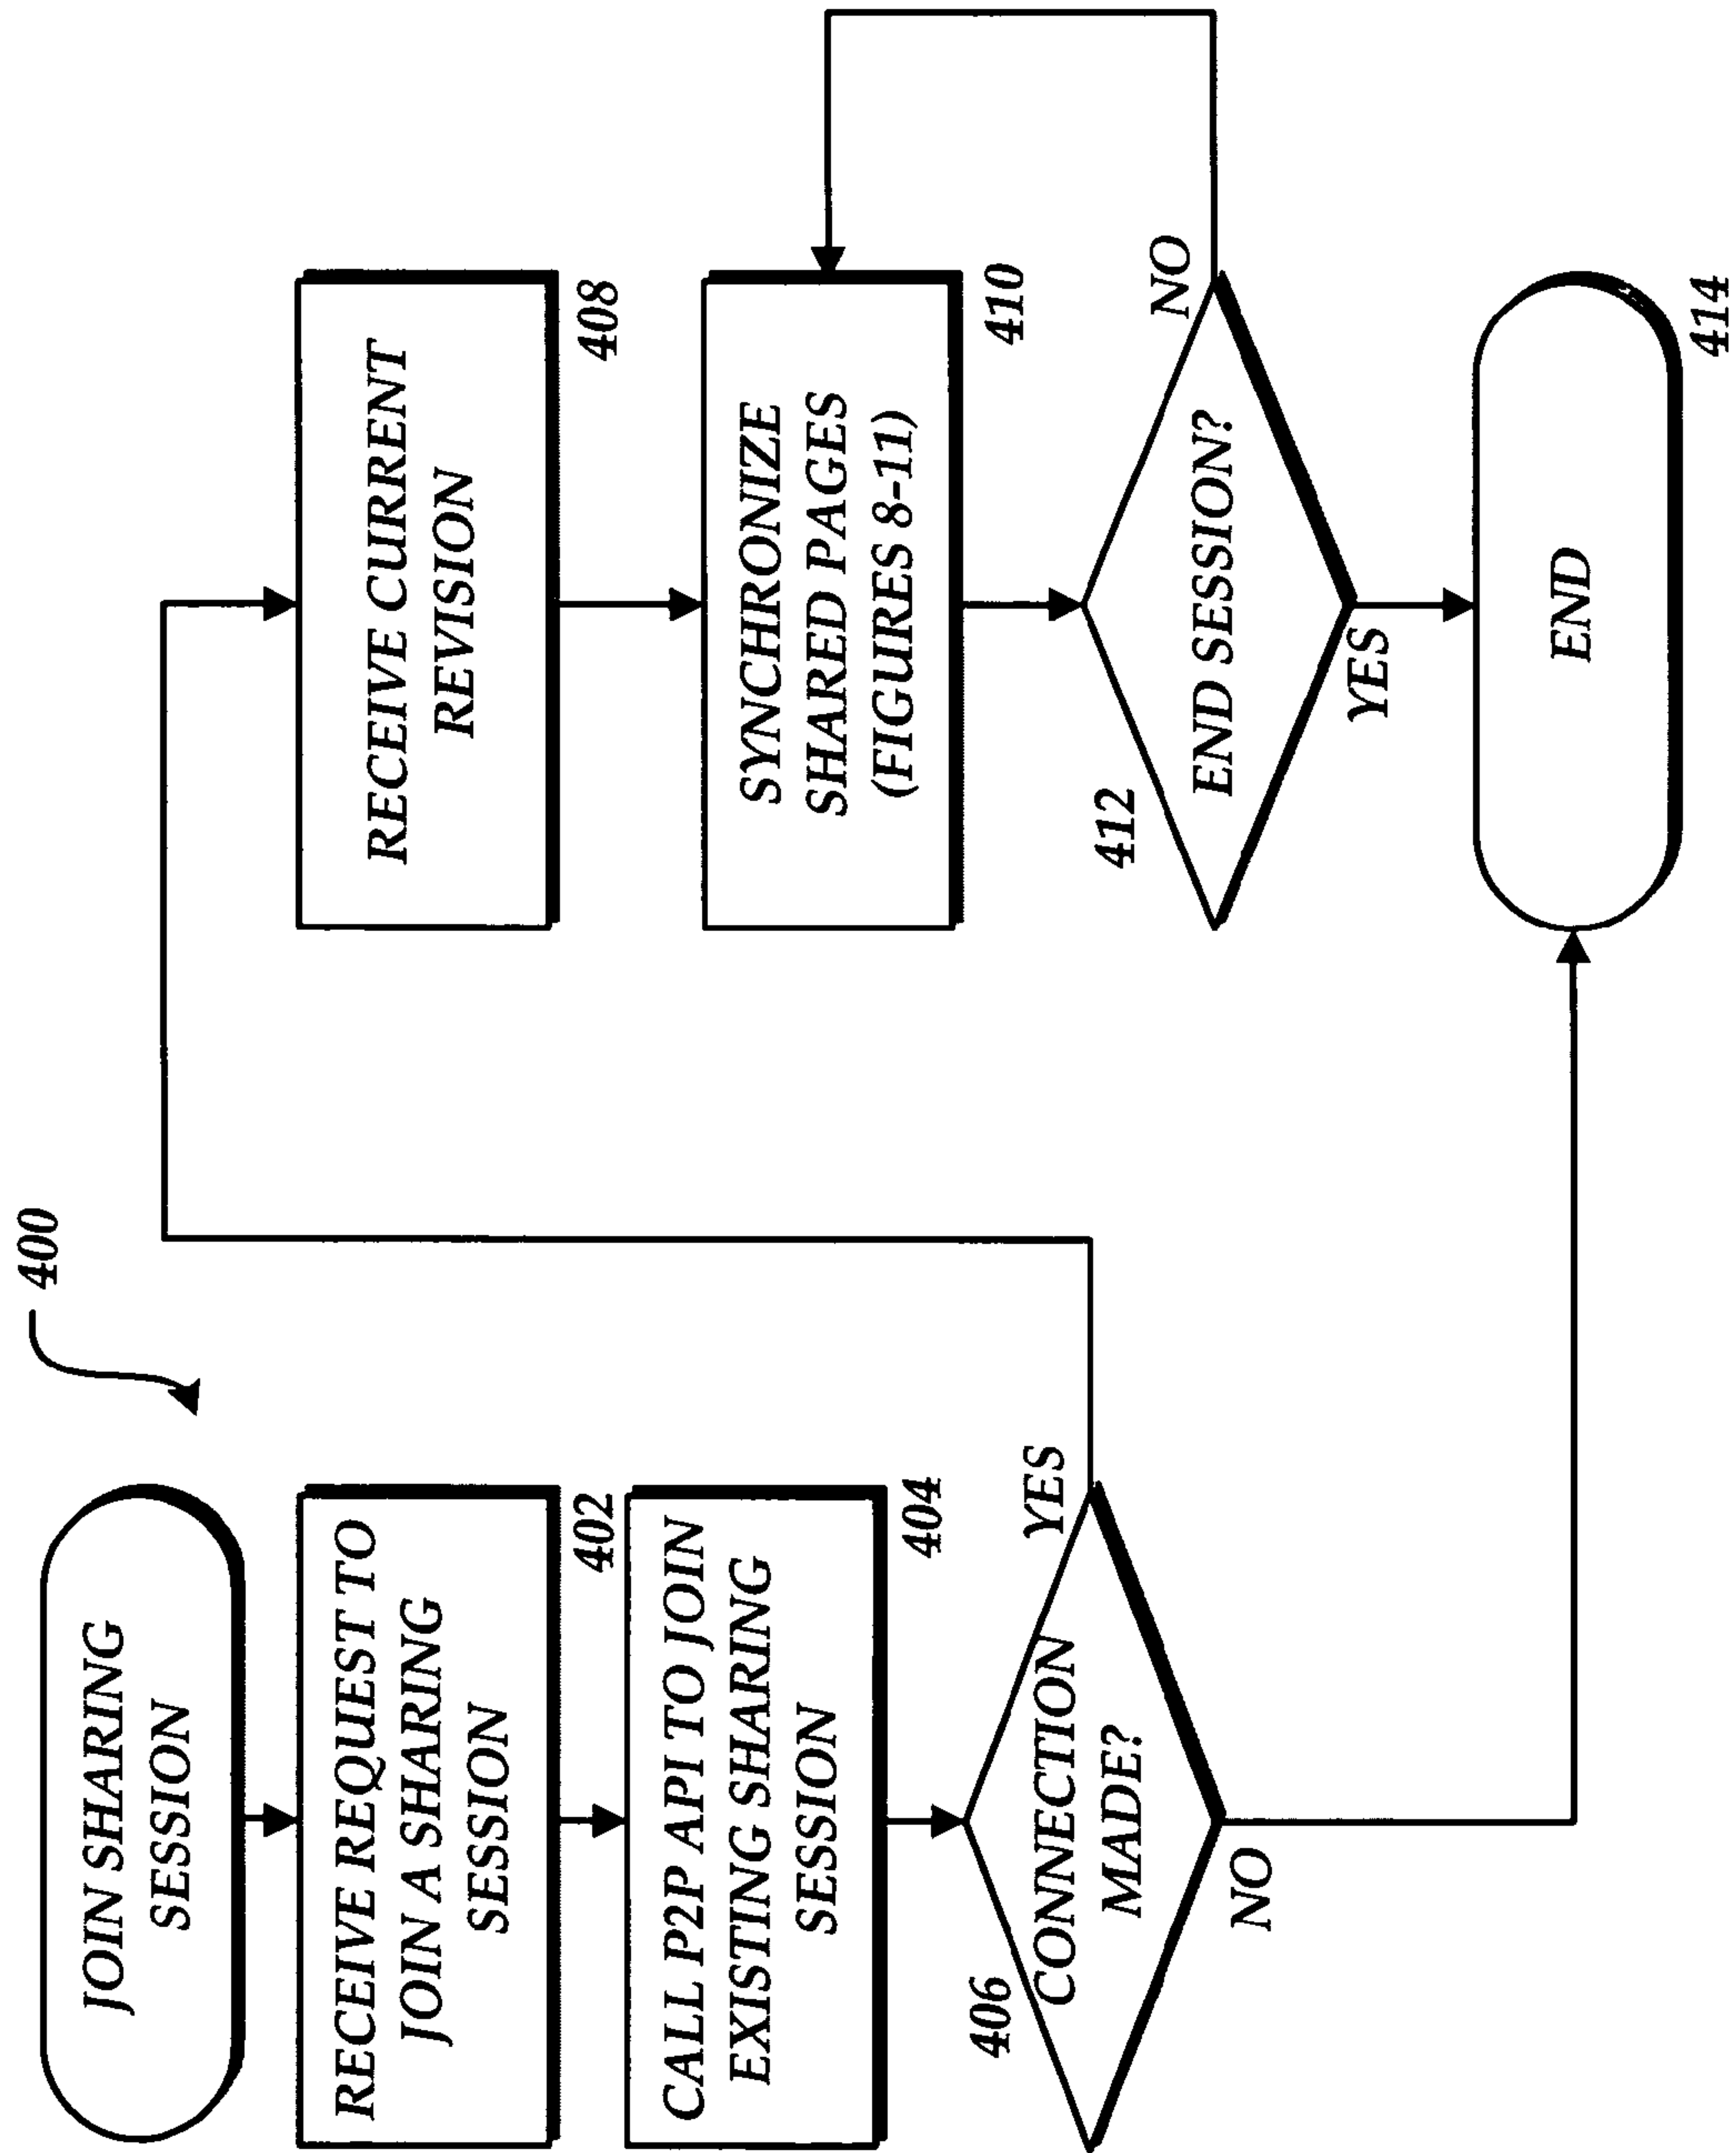 400
JOIN SHARING
SESSION
RECEIVE REQUEST TO
JOIN A SHARING
SESSION
402
CALL P2P API TO JOIN
EXISTING SHARING
SESSION
404
406
CONNECTION
MADE?
YES
NO
RECEIVE CURRENT
REVISION
408
SYNCHRONIZE
SHARED PAGES
(FIGURES 8-11)
410
412
END SESSION?
NO
YES
END
414